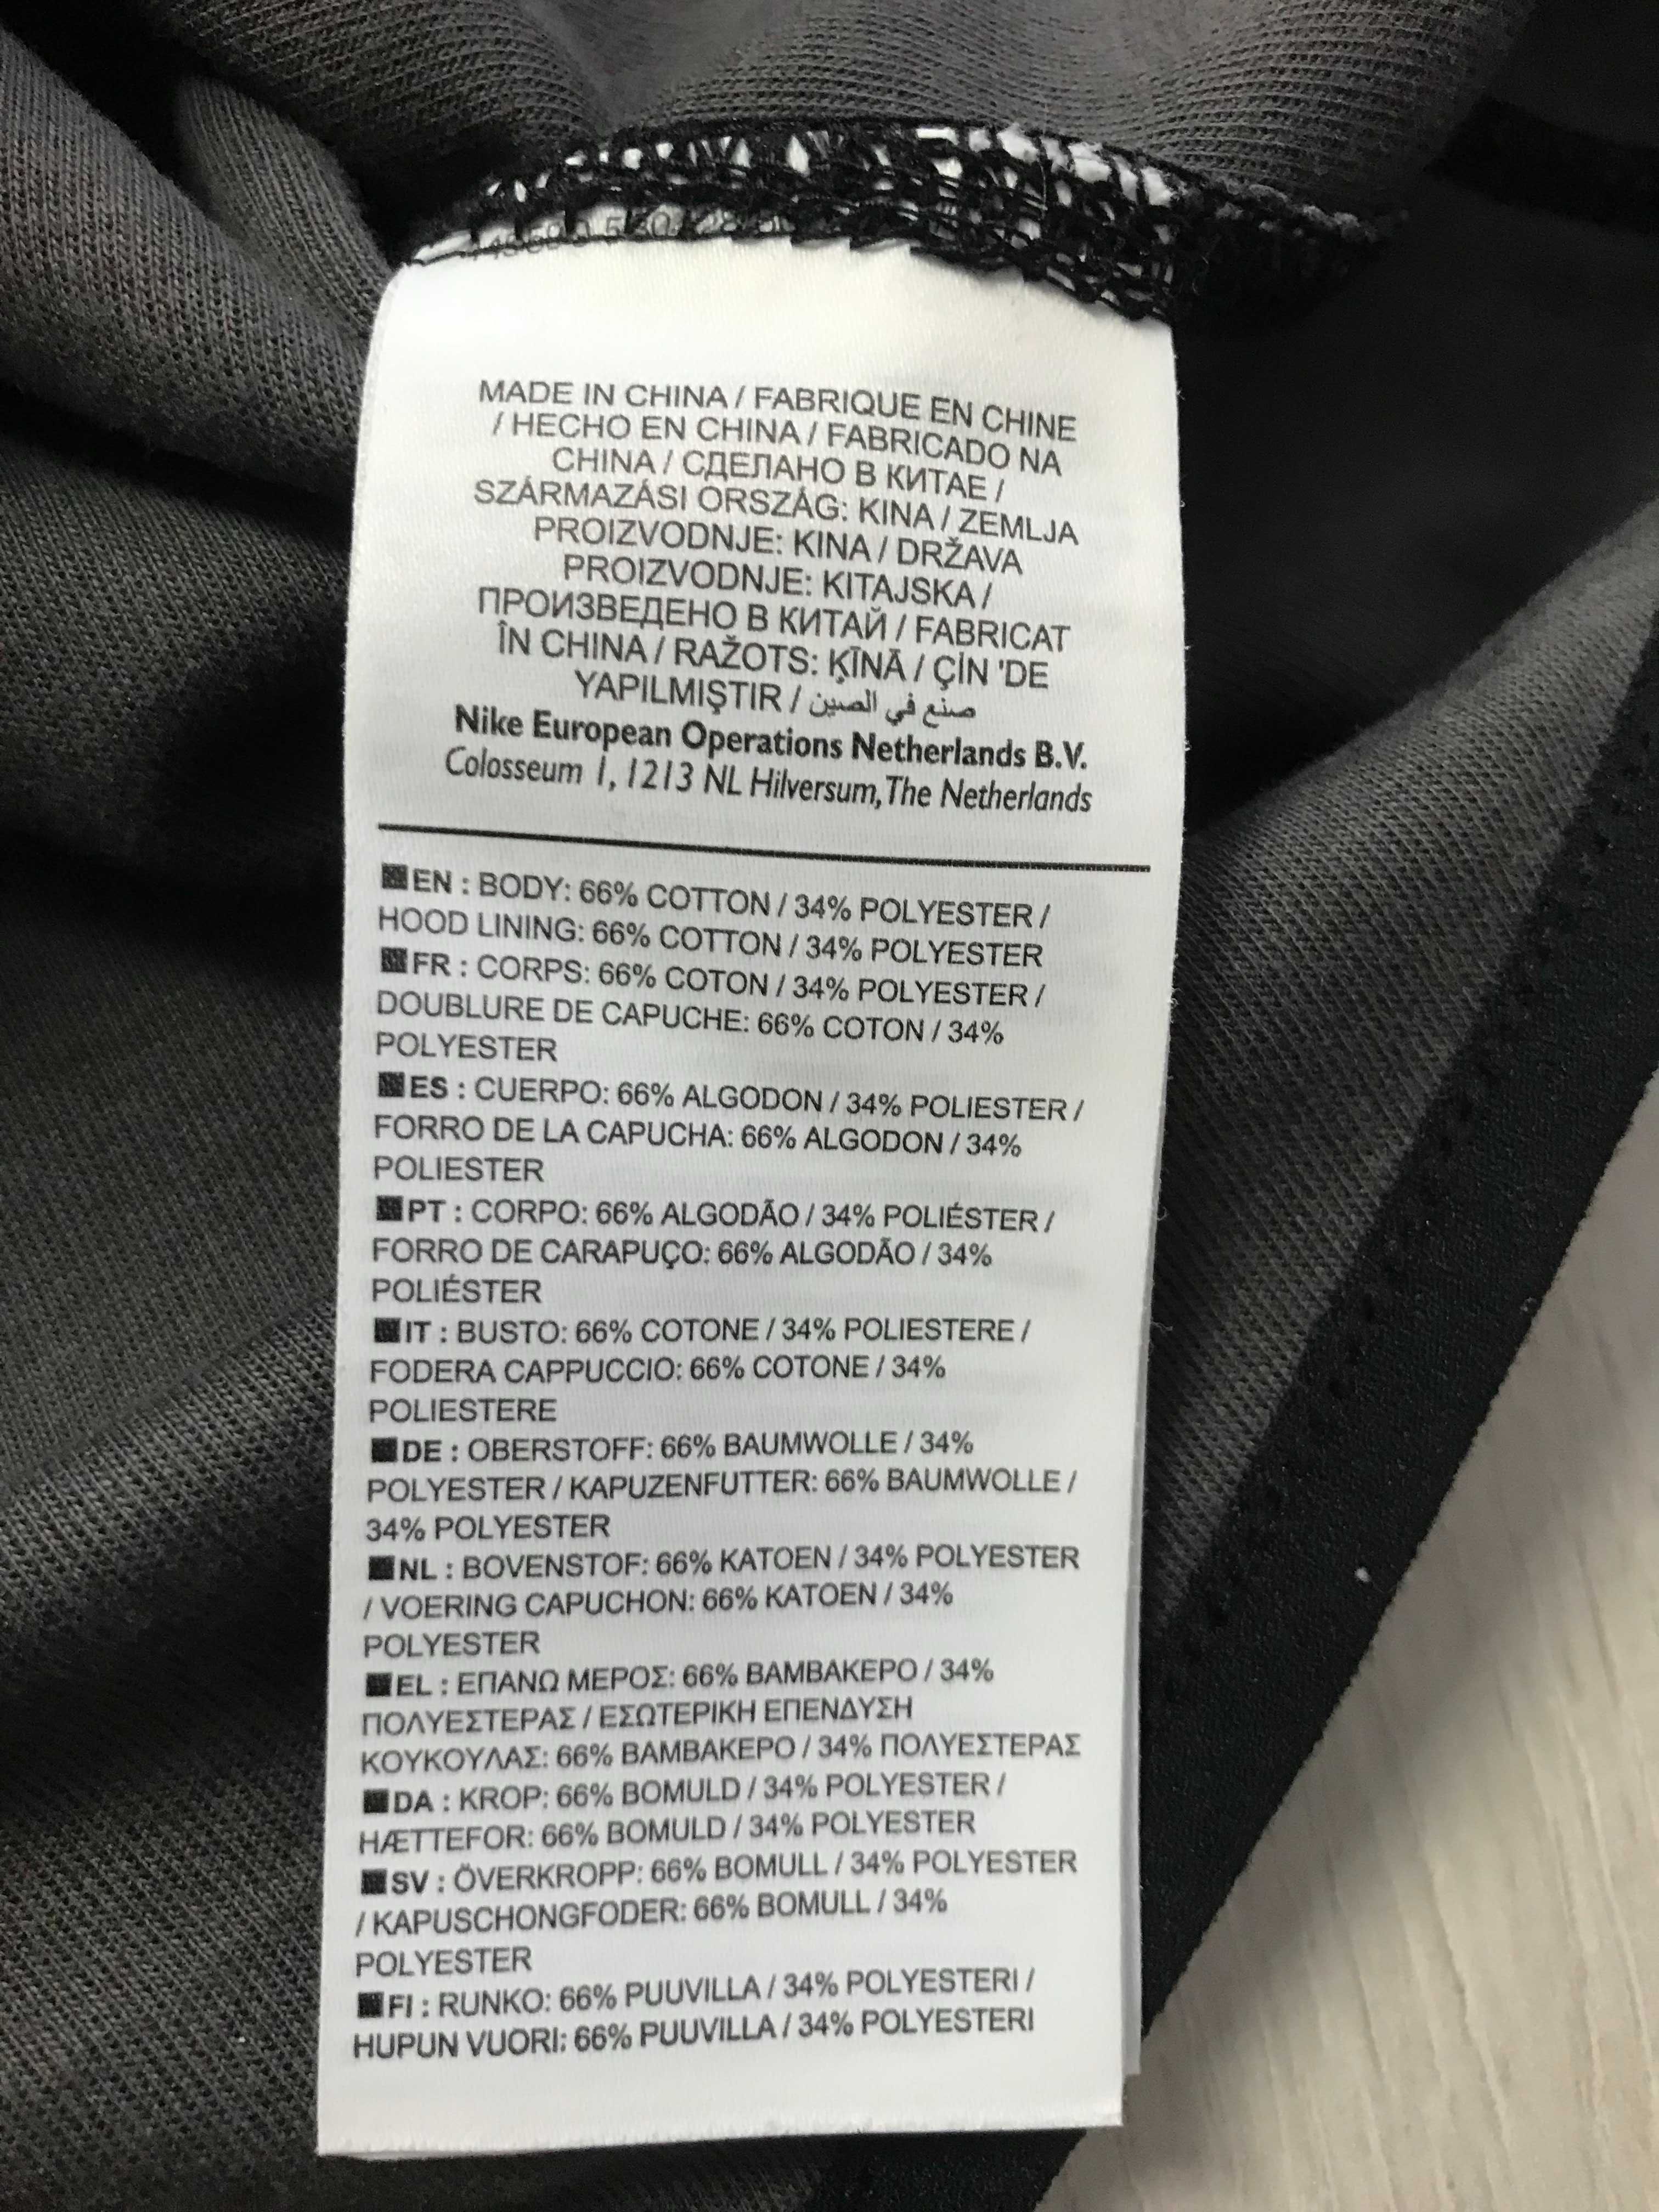 MADE IN CHINA / FABRIQUE EN CHINE
/ HECHO EN CHINA / FABRICADO NA
CHINA / СДЕЛАНО В КИТАЕ /
SZÁRMAZÁSI ORSZÁG: KINA / ZEMLJA
PROIZVODNJE: KINA / DRŽAVA
PROIZVODNJE: KITAJSKA /
ПРОИЗВЕДЕНО В КИТАЙ / FABRICAT
ÎN CHINA / RAŽOTS: ĶĪNĀ / ÇİN 'DE
YAPILMIŞTIR / صنع في الصين
Nike European Operations Netherlands B.V.
Colosseum 1, 1213 NL Hilversum, The Netherlands
EN : BODY: 66% COTTON / 34% POLYESTER /
HOOD LINING: 66% COTTON / 34% POLYESTER
FR : CORPS: 66% COTON / 34% POLYESTER /
DOUBLURE DE CAPUCHE: 66% COTON / 34%
POLYESTER
ES : CUERPO: 66% ALGODON / 34% POLIESTER /
FORRO DE LA CAPUCHA: 66% ALGODON / 34%
POLIESTER
PT : CORPO: 66% ALGODÃO / 34% POLIÉSTER /
FORRO DE CARAPUÇO: 66% ALGODÃO / 34%
POLIÉSTER
IT : BUSTO: 66% COTONE / 34% POLIESTERE /
FODERA CAPPUCCIO: 66% COTONE / 34%
POLIESTERE
DE : OBERSTOFF: 66% BAUMWOLLE / 34%
POLYESTER / KAPUZENFUTTER: 66% BAUMWOLLE /
34% POLYESTER
NL : BOVENSTOF: 66% KATOEN / 34% POLYESTER
/ VOERING CAPUCHON: 66% KATOEN / 34%
POLYESTER
EL : ΕΠΑΝΩ ΜΕΡΟΣ: 66% ΒΑΜΒΑΚΕΡΟ / 34%
ΠΟΛΥΕΣΤΕΡΑΣ / ΕΣΩΤΕΡΙΚΗ ΕΠΕΝΔΥΣΗ
ΚΟΥΚΟΥΛΑΣ: 66% ΒΑΜΒΑΚΕΡΟ / 34% ΠΟΛΥΕΣΤΕΡΑΣ
DA : KROP: 66% BOMULD / 34% POLYESTER /
HÆTTEFOR: 66% BOMULD / 34% POLYESTER
SV : ÖVERKROPP: 66% BOMULL / 34% POLYESTER
/ KAPUSCHONGFODER: 66% BOMULL / 34%
POLYESTER
FI : RUNKO: 66% PUUVILLA / 34% POLYESTERI /
HUPUN VUORI: 66% PUUVILLA / 34% POLYESTERI